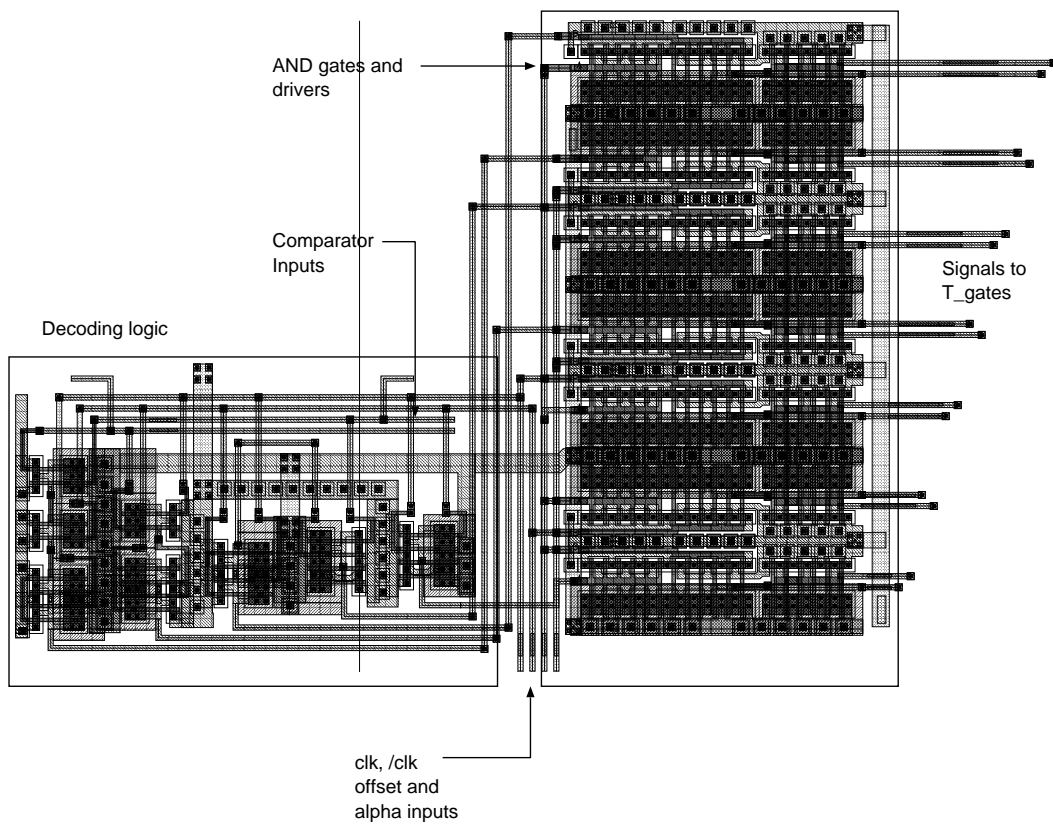 AND gates and
drivers
Comparator
Inputs
Signals to
T_gates
Decoding logic
clk, /clk
offset and
alpha inputs